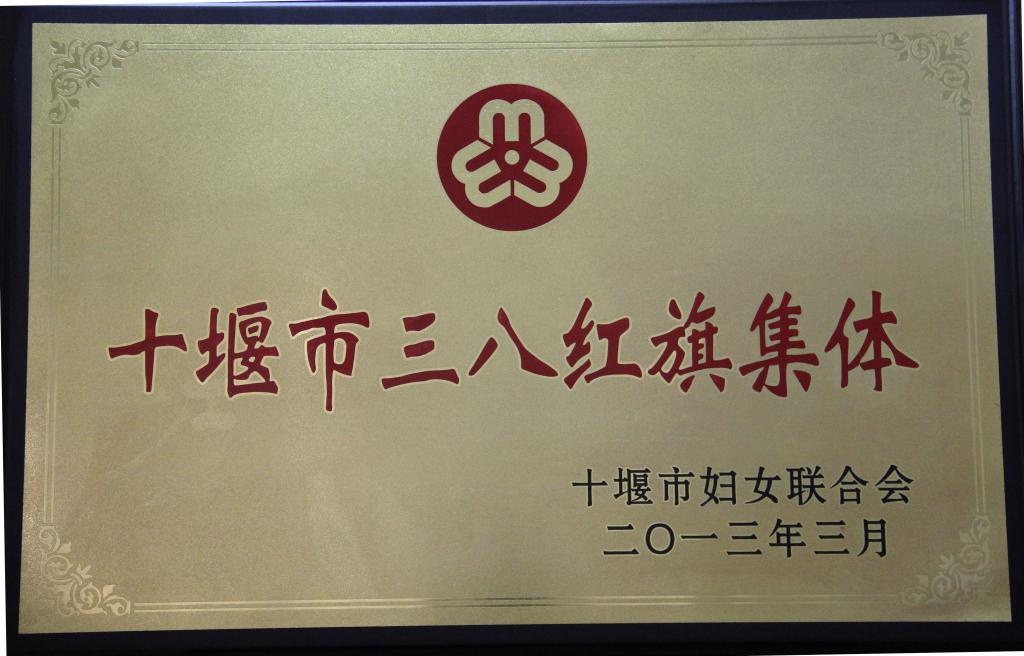 十堰市三八红旗集体
十堰市妇女联合会
二〇一三年三月